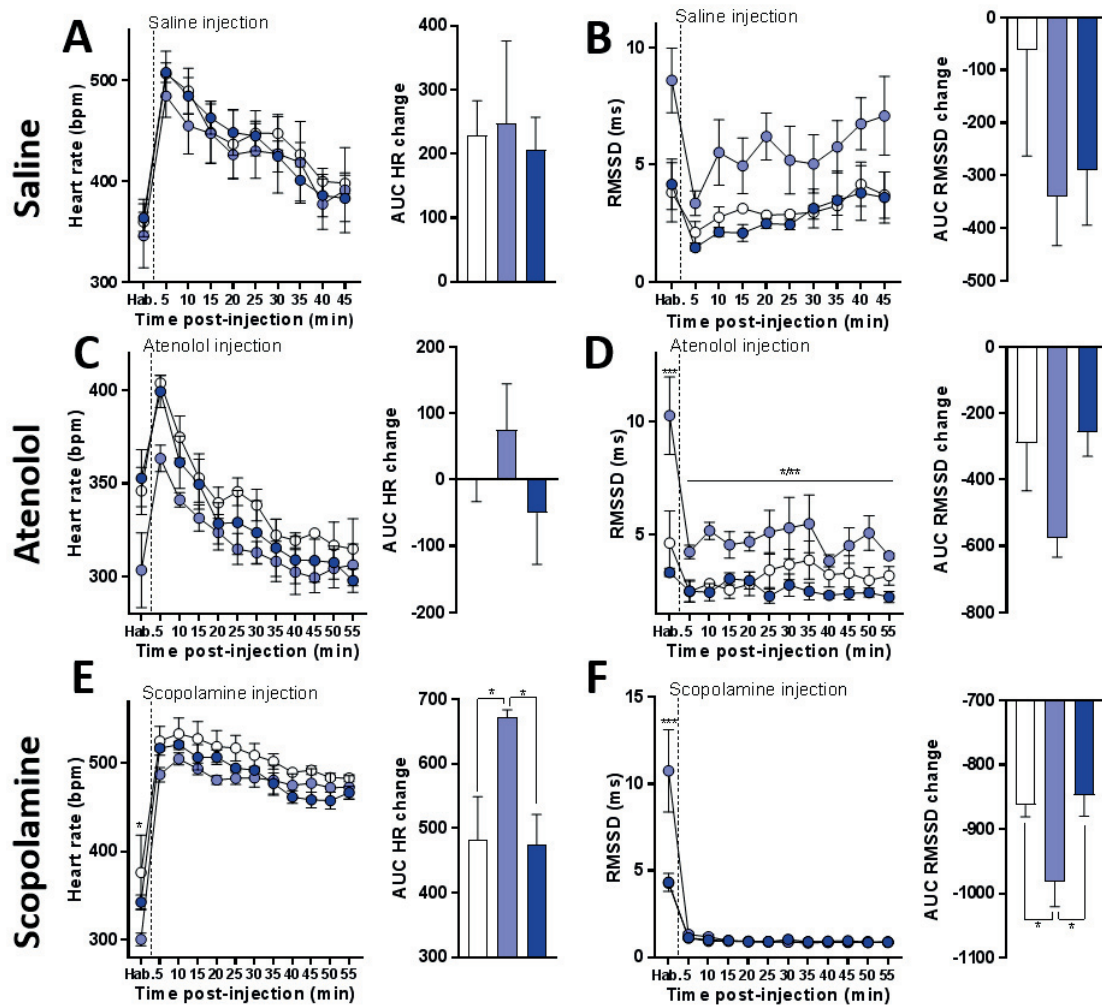 Saline
A
Saline injection
Heart rate (bpm)
500
400
300
Hab. 5 10 15 20 25 30 35 40 45
Time post-injection (min)
AUC HR change
400
300
200
100
0
B
Saline injection
RMSSD (ms)
10
5
0
Hab. 5 10 15 20 25 30 35 40 45
Time post-injection (min)
AUC RMSSD change
0
-100
-200
-300
-400
-500
Atenolol
C
Atenolol injection
Heart rate (bpm)
400
350
300
Hab.5 10 15 20 25 30 35 40 45 50 55
Time post-injection (min)
AUC HR change
200
100
0
-100
-200
D
Atenolol injection
***
*/**
RMSSD (ms)
10
5
Hab.5 10 15 20 25 30 35 40 45 50 55
Time post-injection (min)
AUC RMSSD change
0
-200
-400
-600
-800
Scopolamine
E
Scopolamine injection
Heart rate (bpm)
500
400
300
*
Hab.5 10 15 20 25 30 35 40 45 50 55
Time post-injection (min)
AUC HR change
700
600
500
400
300
* *
F
Scopolamine injection
***
RMSSD (ms)
15
10
5
0
Hab.5 10 15 20 25 30 35 40 45 50 55
Time post-injection (min)
AUC RMSSD change
-700
-800
-900
-1000
-1100
* *